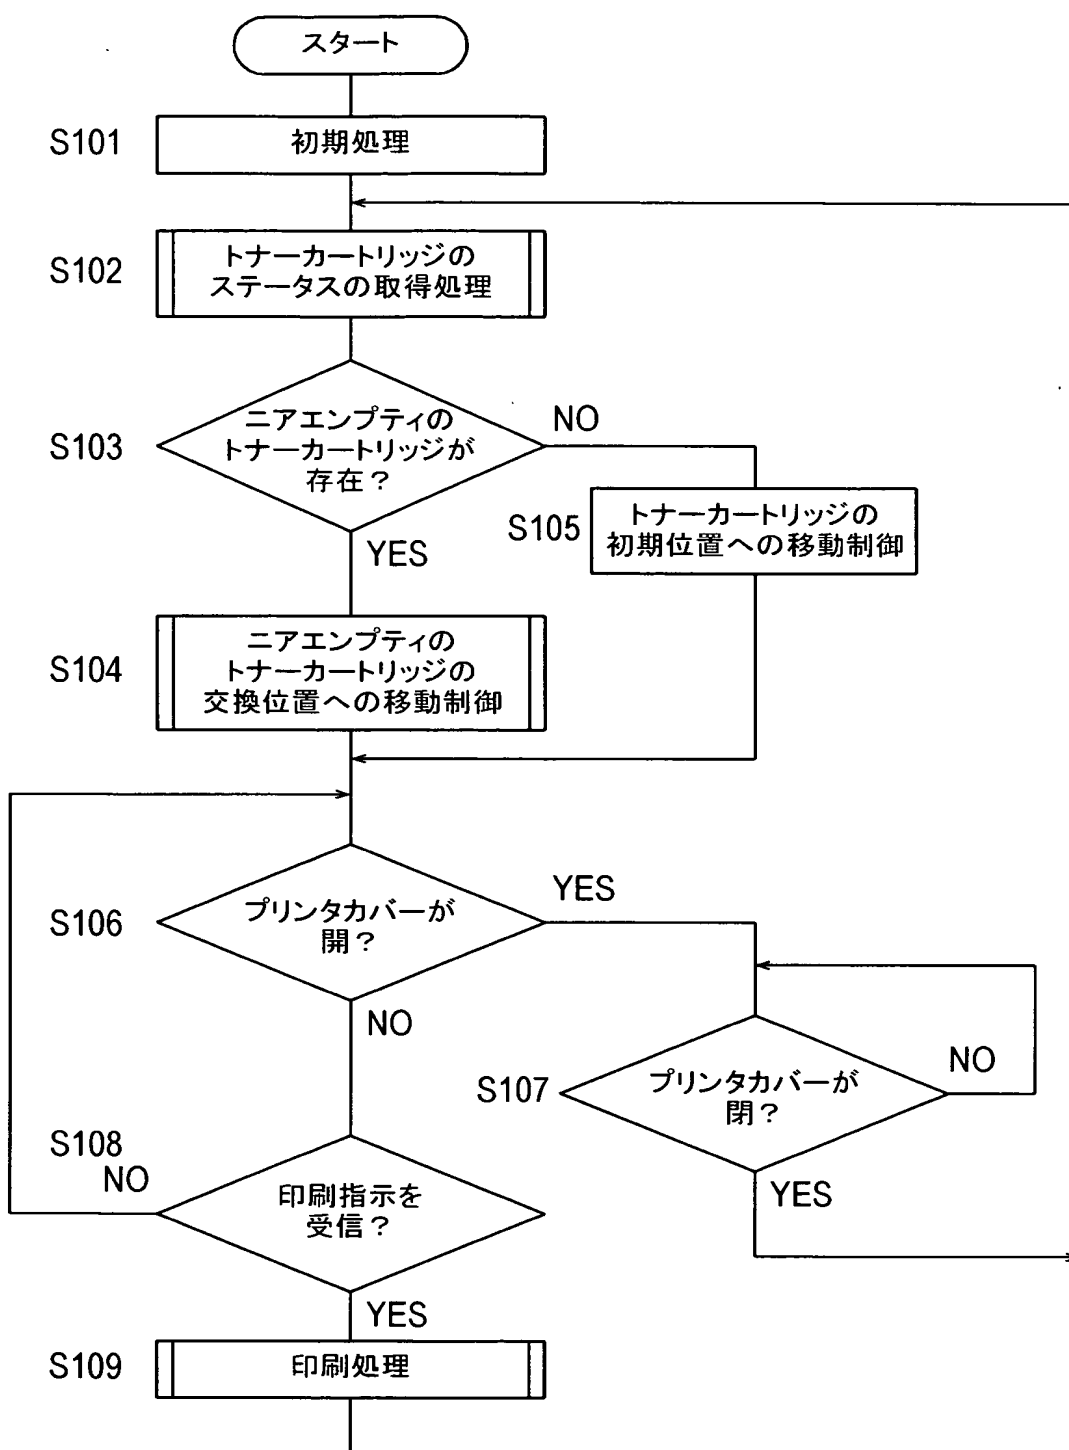 スタート
S101
初期処理
S102
トナーカートリッジの
ステータスの取得処理
S103
ニアエンプティの
トナーカートリッジが
存在？
NO
YES
S105
トナーカートリッジの
初期位置への移動制御
S104
ニアエンプティの
トナーカートリッジの
交換位置への移動制御
S106
プリンタカバーが
開？
YES
NO
S107
プリンタカバーが
閉？
NO
YES
S108
NO
印刷指示を
受信？
YES
S109
印刷処理